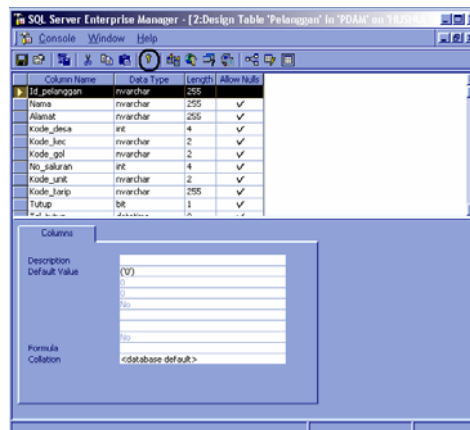 SQL Server Enterprise Manager - [2:Design Table 'Pelanggan' in 'PDAM' on
Console Window Help
Column Name Data Type Length Allow Nulls
Id_pelanggan nvarchar 255
Nama nvarchar 255
Alamat nvarchar 255
Kode_desa int 4
Kode_kec nvarchar 2
Kode_gol nvarchar 2
No_saluran int 4
Kode_unit nvarchar 2
Kode_tarip nvarchar 255
Tutup bit 1
Columns
Description
Default Value ('0')
0
0
No
No
Formula
Collation <database default>